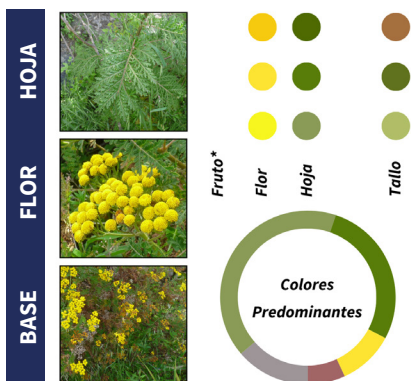 HOJA
FLOR
BASE
Fruto*
Flor
Hoja
Tallo
Colores
Predominantes